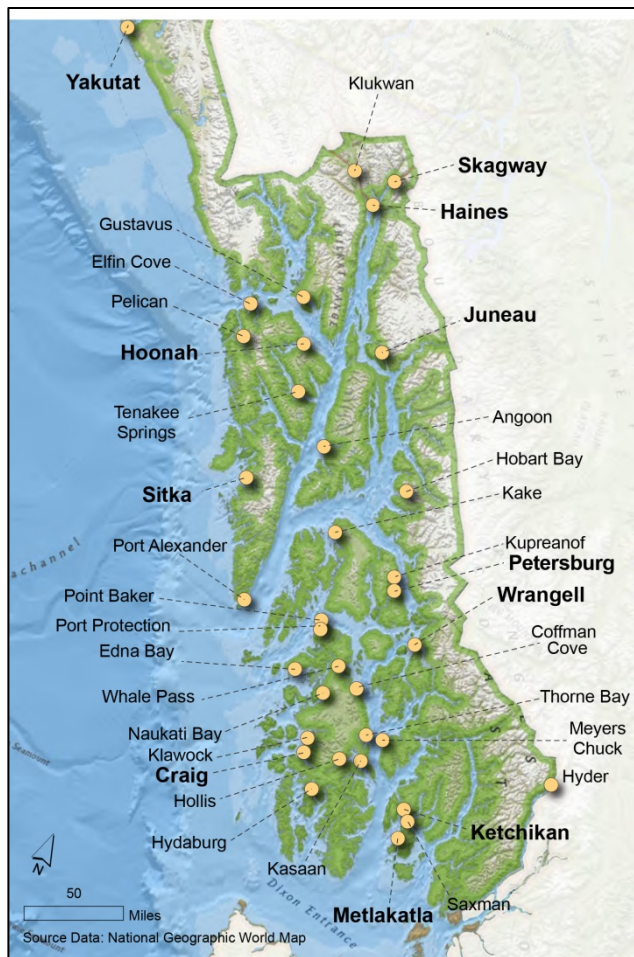 Yakutat
Klukwan
Skagway
Haines
Gustavus
Elfin Cove
Pelican
Juneau
Hoonah
Tenakee
Springs
Angoon
Hobart Bay
Sitka
Kake
Port Alexander
Kupreanof
Petersburg
achannel
Point Baker
Wrangell
Port Protection
Coffman
Cove
Edna Bay
Whale Pass
Thorne Bay
Naukati Bay
Meyers
Chuck
Klawock
Seamount
Craig
Hyder
Hollis
Ketchikan
Hydaburg
Kasaan
Saxman
Dixon Entrance
Metlakatla
N
50
Miles
Source Data: National Geographic World Map